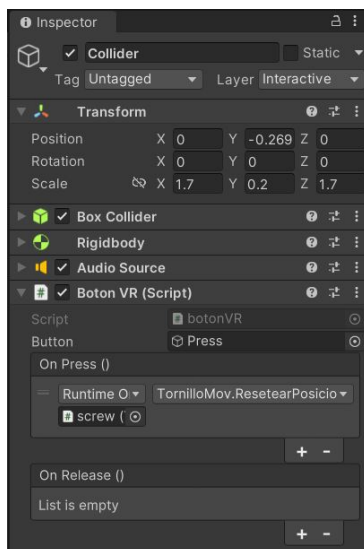 Inspector
Collider Static
Tag Untagged Layer Interactive
Transform
Position X 0 Y -0.269 Z 0
Rotation X 0 Y 0 Z 0
Scale X 1.7 Y 0.2 Z 1.7
Box Collider
Rigidbody
Audio Source
# Boton VR (Script)
Script # botonVR
Button Press
On Press ()
Runtime O TornilloMov.ResetearPosicio
# screw (
+ -
On Release ()
List is empty
+ -